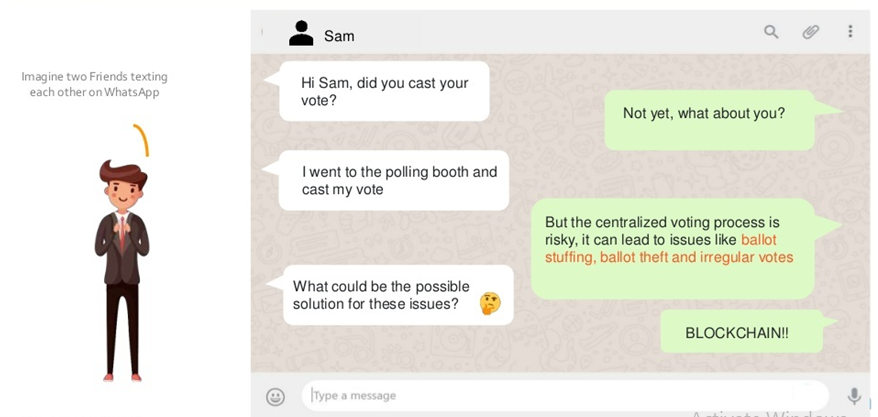 Imagine two Friends texting
each other on WhatsApp
Sam
Hi Sam, did you cast your
vote?
Not yet, what about you?
I went to the polling booth and
cast my vote
But the centralized voting process is
risky, it can lead to issues like ballot
stuffing, ballot theft and irregular votes
What could be the possible
solution for these issues?
BLOCKCHAIN!!
Type a message
Activate Windows